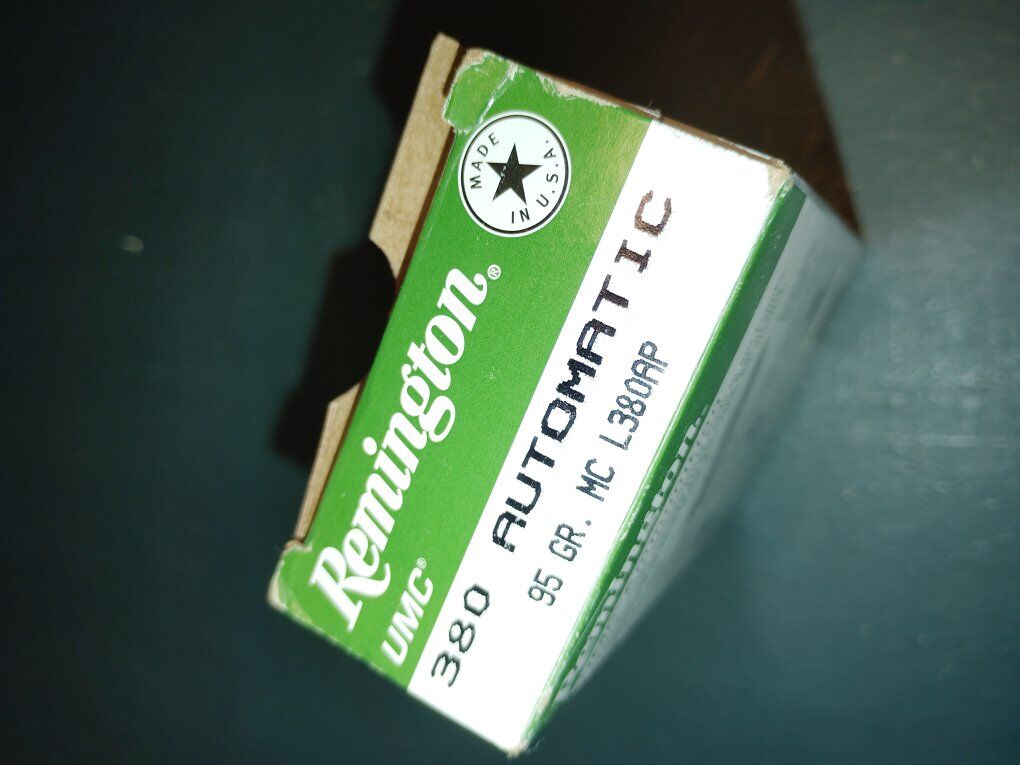 MADE IN U.S.A.
Remington®
UMC®
380 AUTOMATIC
95 GR. MC L380AP